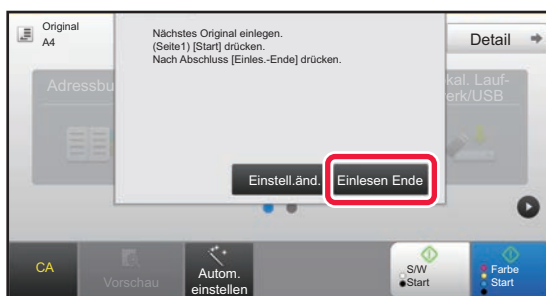 Original
A4
Nächstes Original einlegen.
(Seite1) [Start] drücken.
Nach Abschluss [Einles.-Ende] drücken.
Detail
Adressbu
kal. Lauf-
erk/USB
Einstell.änd.
Einlesen Ende
CA
Vorschau
Autom.
einstellen
S/W
Start
Farbe
Start